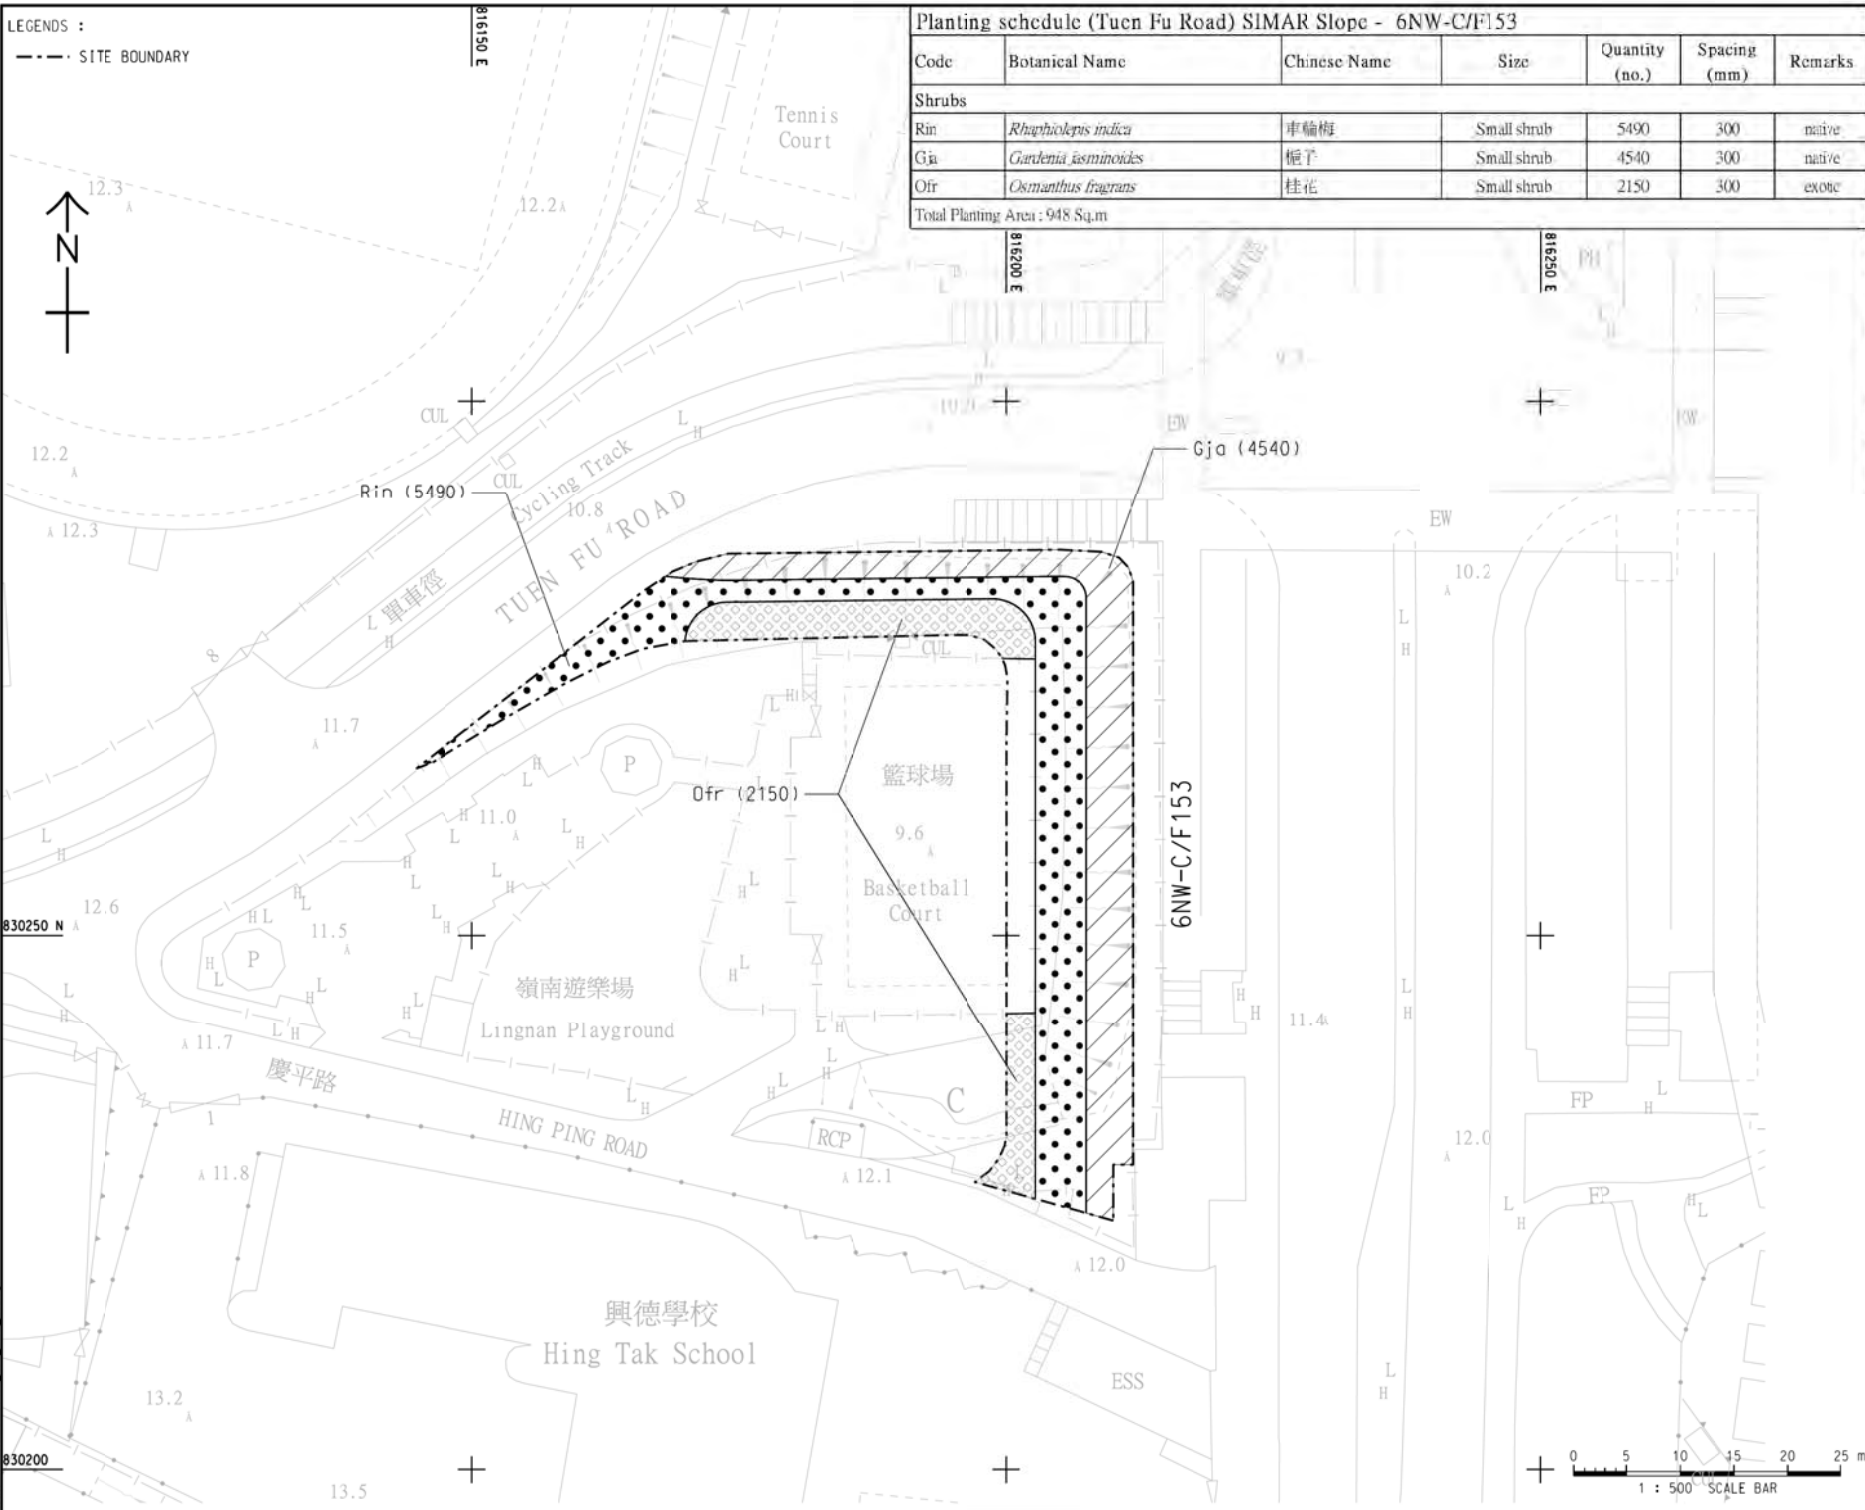 LEGENDS :
SITE BOUNDARY
816150 E
Planting schedule (Tuen Fu Road) SIMAR Slope - 6NW-C/F153
Code Botanical Name Chinese Name Size Quantity (no.) Spacing (mm) Remarks
Shrubs
Rin Rhaphiolepis indica 車輪梅 Small shrub 5490 300 native
Gja Gardenia jasminoides 梔子 Small shrub 4540 300 native
Ofr Osmanthus fragrans 桂花 Small shrub 2150 300 exotic
Total Planting Area : 948 Sq.m
816200 E
816250 E
N
Tennis
Court
12.3
12.2
PH
CUL
L
H
EW
12.2
Gja (4540)
Rin (5490)
CUL
Cycling Track
10.8
12.3
TUEN FU ROAD
EW
10.2
單車徑
L
H
8
L
H
CUL
11.7
P
籃球場
Ofr (2150)
6NW-C/F153
11.0
9.6
Basketball
Court
L
H
12.6
830250 N
11.5
P
嶺南遊樂場
Lingnan Playground
11.4
11.7
慶平路
HING PING ROAD
C
RCP
FP
1
12.0
11.8
12.1
FP
12.0
興德學校
Hing Tak School
ESS
13.2
830200
13.5
0 5 10 15 20 25 m
CUL
1 : 500 SCALE BAR